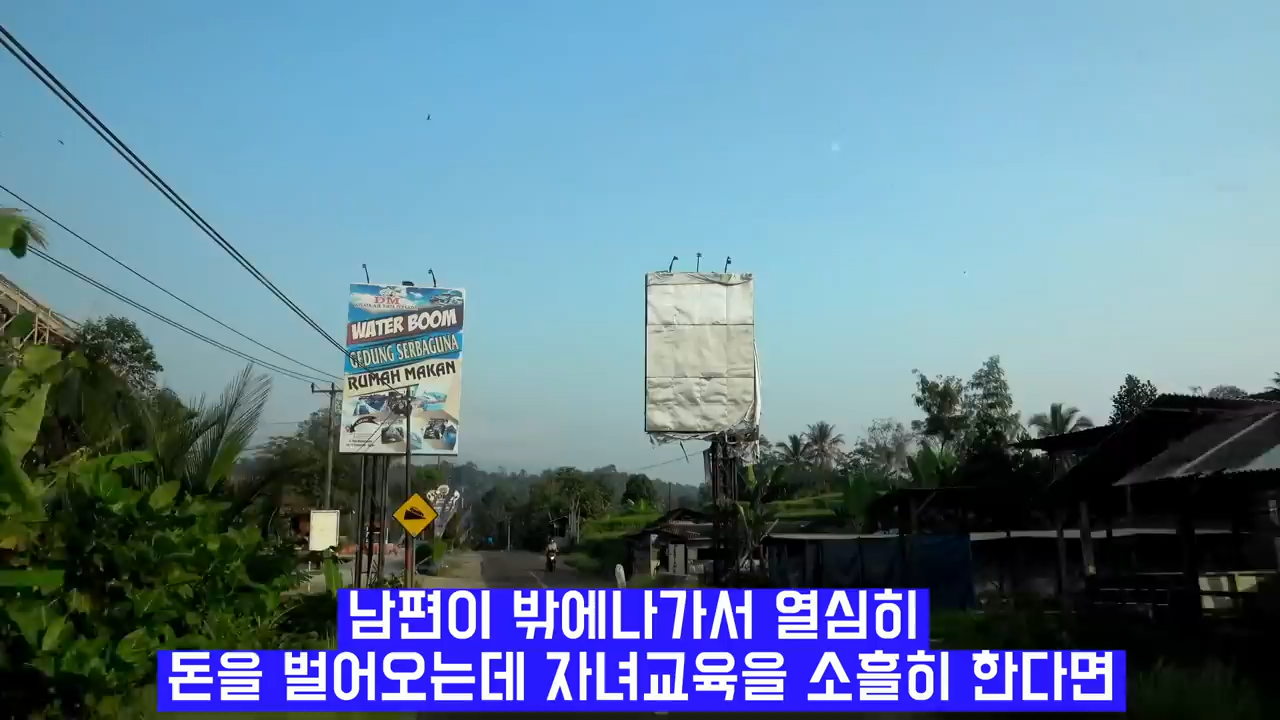 DM
WATER BOOM
GEDUNG SERBAGUNA
RUMAH MAKAN
남편이 밖에나가서 열심히
돈을 벌어오는데 자녀교육을 소흘히 한다면